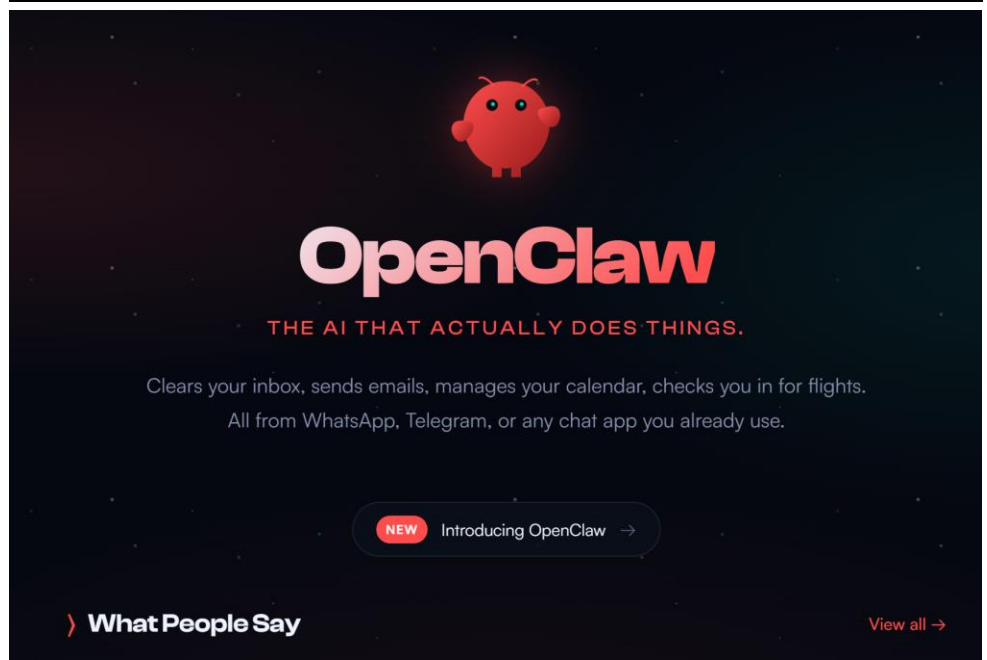 OpenClaw
THE AI THAT ACTUALLY DOES THINGS.
Clears your inbox, sends emails, manages your calendar, checks you in for flights.
All from WhatsApp, Telegram, or any chat app you already use.
NEW Introducing OpenClaw →
⟩ What People Say
View all →